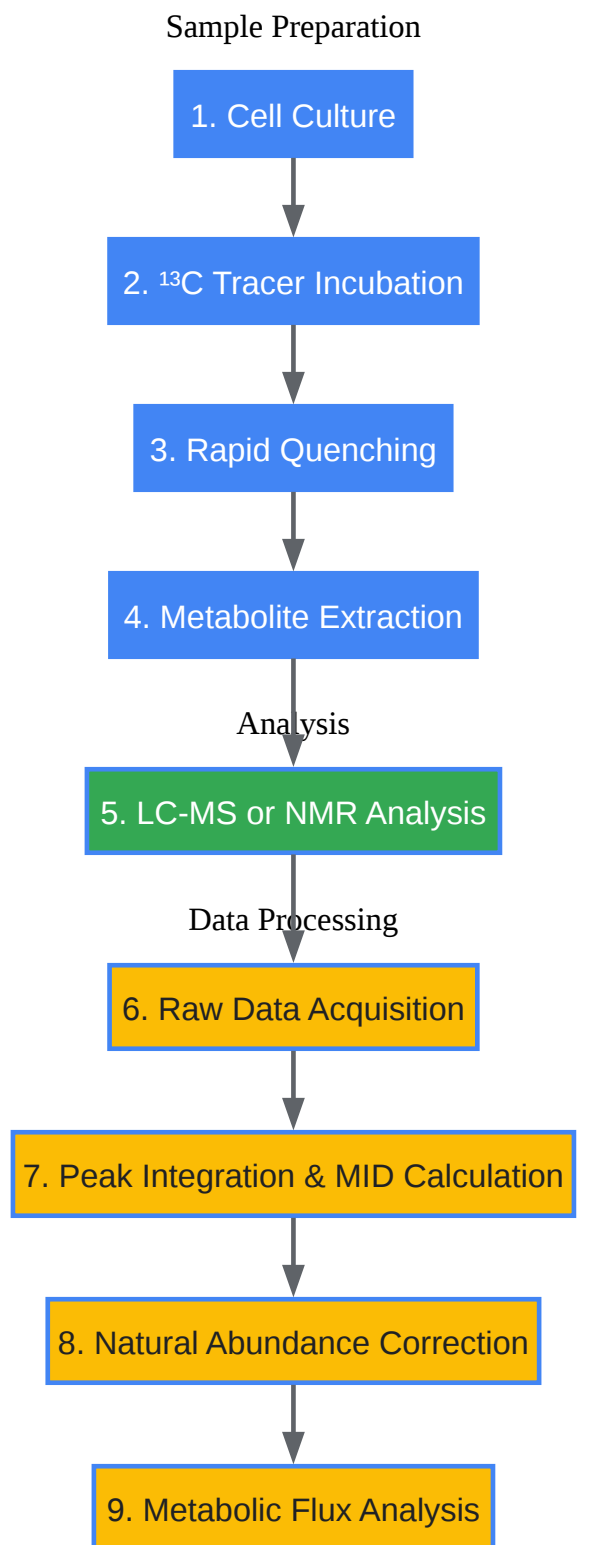 Sample Preparation
1. Cell Culture
2. ¹³C Tracer Incubation
3. Rapid Quenching
4. Metabolite Extraction
Analysis
5. LC-MS or NMR Analysis
Data Processing
6. Raw Data Acquisition
7. Peak Integration & MID Calculation
8. Natural Abundance Correction
9. Metabolic Flux Analysis